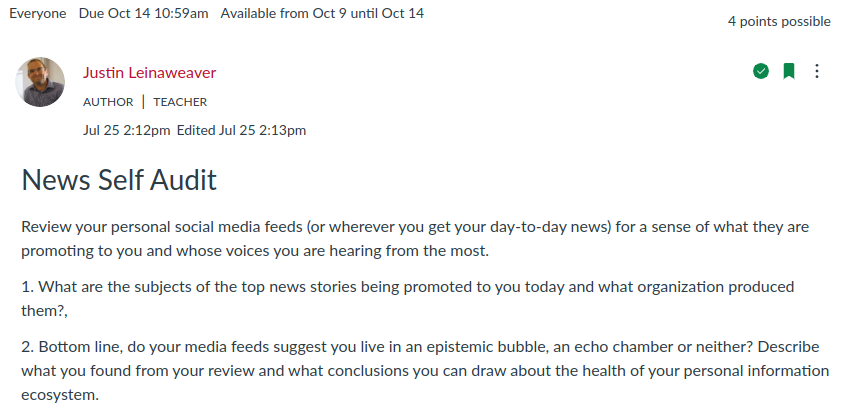 Everyone Due Oct 14 10:59am Available from Oct 9 until Oct 14
4 points possible
Justin Leinaweaver
AUTHOR | TEACHER
Jul 25 2:12pm Edited Jul 25 2:13pm
News Self Audit
Review your personal social media feeds (or wherever you get your day-to-day news) for a sense of what they are
promoting to you and whose voices you are hearing from the most.
1. What are the subjects of the top news stories being promoted to you today and what organization produced
them?,
2. Bottom line, do your media feeds suggest you live in an epistemic bubble, an echo chamber or neither? Describe
what you found from your review and what conclusions you can draw about the health of your personal information
ecosystem.